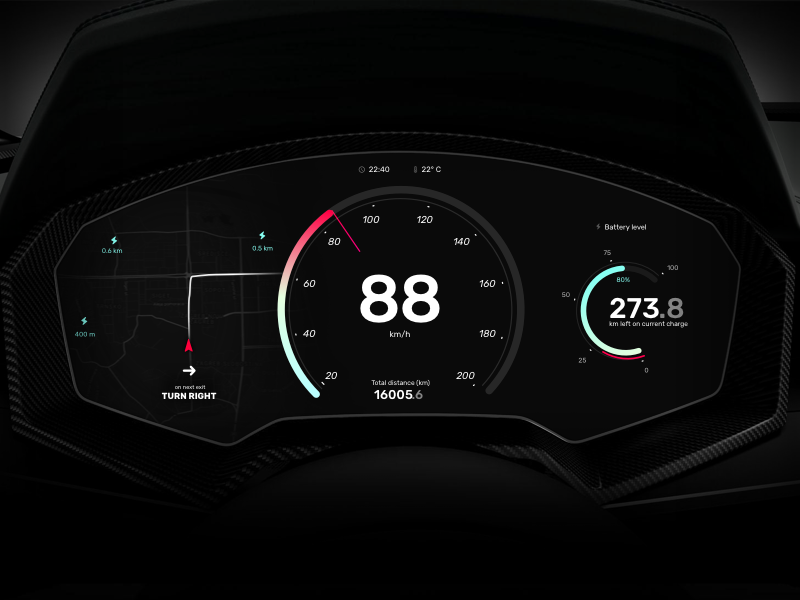 22:40
22° C
0.6 km
0.5 km
400 m
on next exit
TURN RIGHT
20
40
60
80
100
120
140
160
180
200
88
km/h
Total distance (km)
16005.6
Battery level
0
25
50
75
100
80%
273.8
km left on current charge